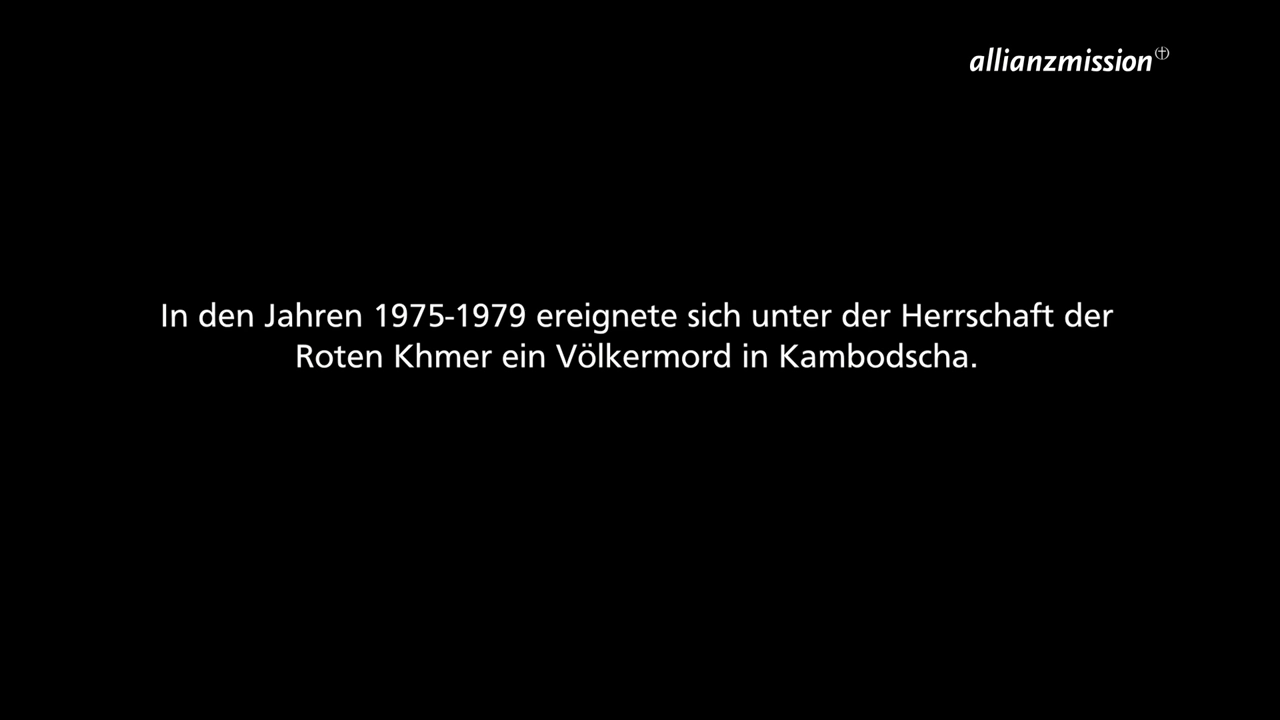 allianzmission
In den Jahren 1975-1979 ereignete sich unter der Herrschaft der
Roten Khmer ein Völkermord in Kambodscha.